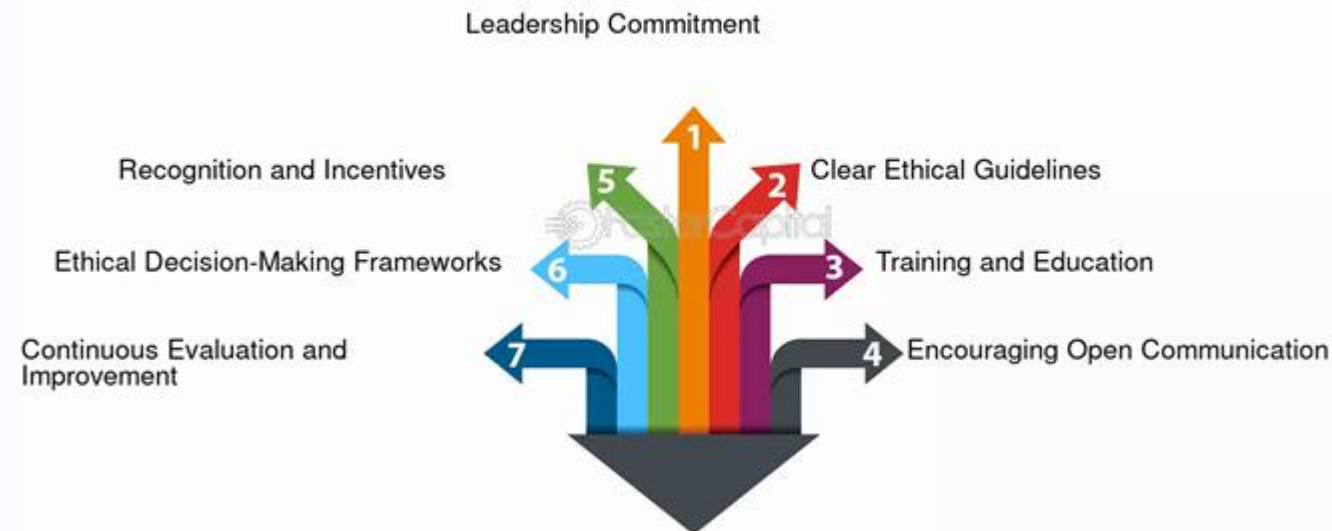 Leadership Commitment
1
Recognition and Incentives
5
2
Clear Ethical Guidelines
FasterCapital
Ethical Decision-Making Frameworks
6
3
Training and Education
Continuous Evaluation and
Improvement
7
4
Encouraging Open Communication